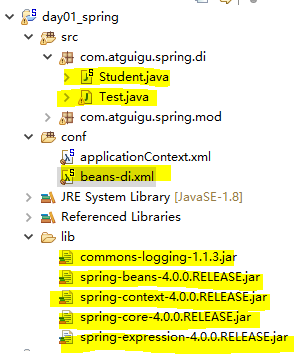 day01_spring
src
com.atguigu.spring.di
Student.java
Test.java
com.atguigu.spring.mod
conf
applicationContext.xml
beans-di.xml
JRE System Library [JavaSE-1.8]
Referenced Libraries
lib
commons-logging-1.1.3.jar
spring-beans-4.0.0.RELEASE.jar
spring-context-4.0.0.RELEASE.jar
spring-core-4.0.0.RELEASE.jar
spring-expression-4.0.0.RELEASE.jar